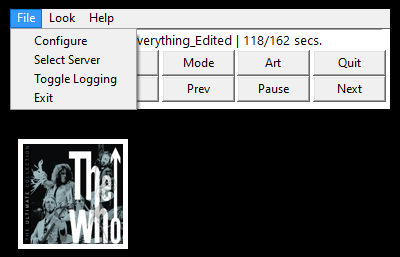 File Look Help
Configure
Select Server
Toggle Logging
Exit
verything_Edited | 118/162 secs.
Mode Art Quit
Prev Pause Next
The
Who
THE ULTIMATE COLLECTION